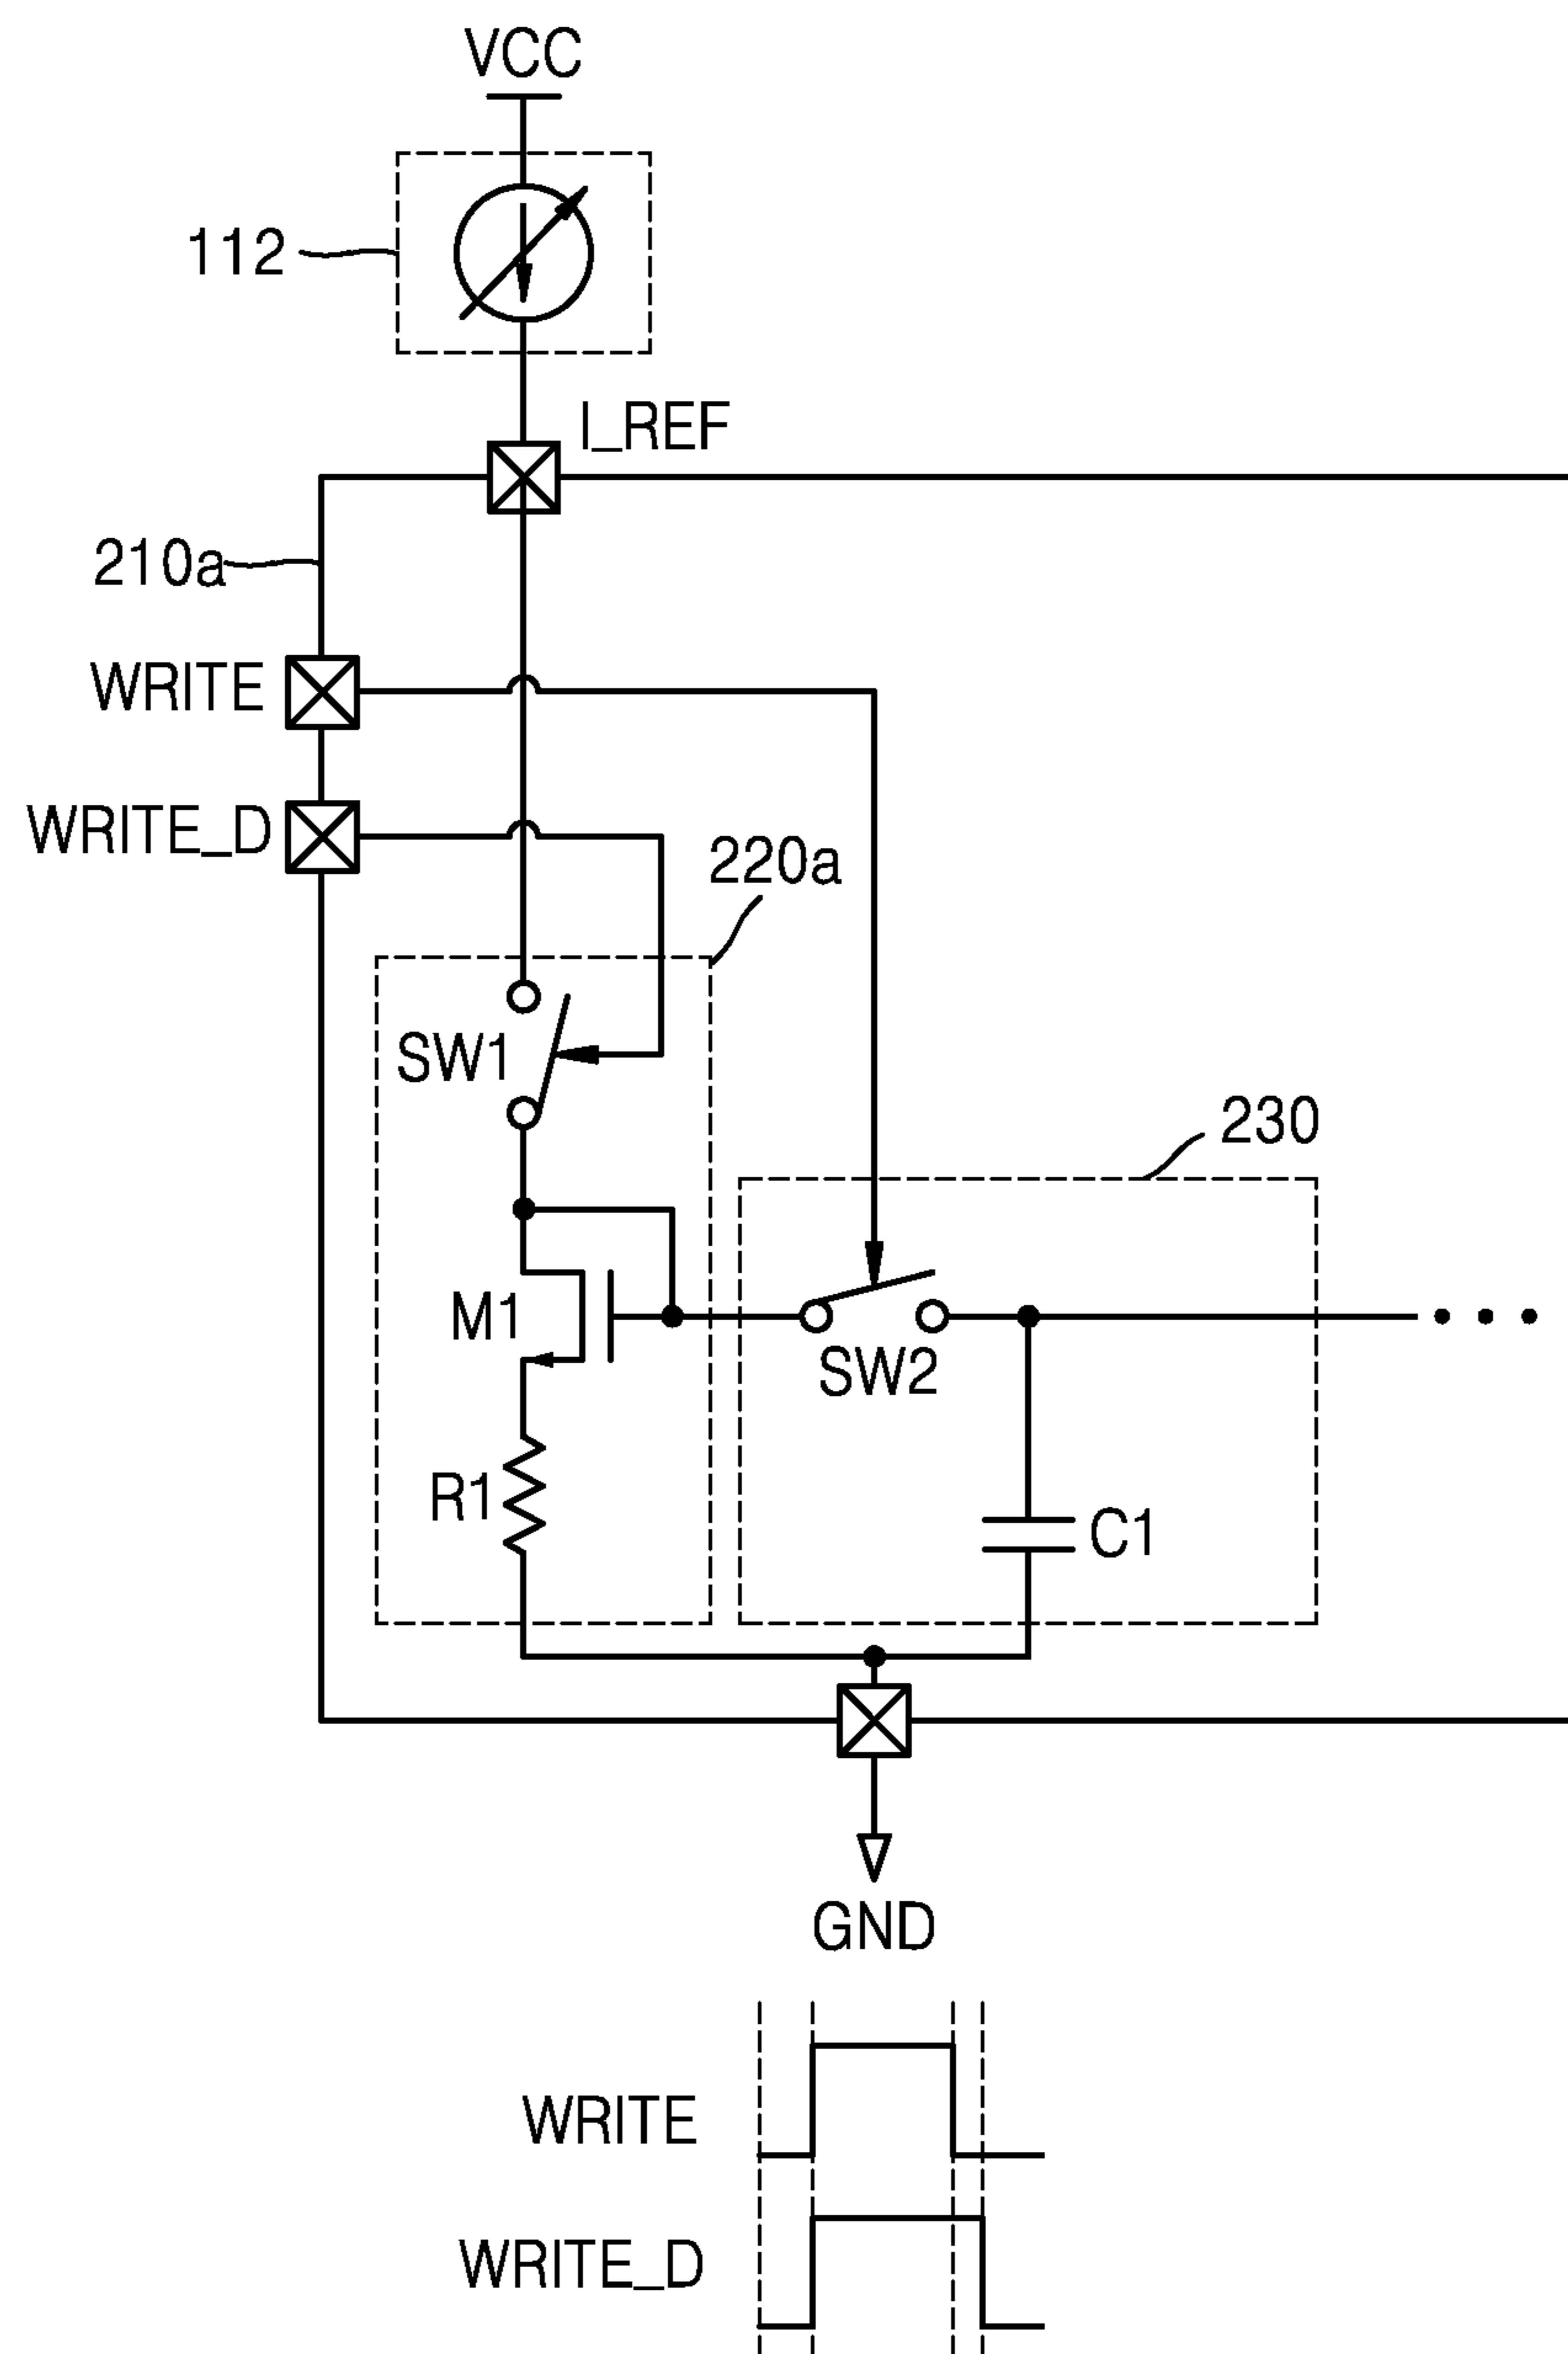 VCC
112
I_REF
210a
WRITE
WRITE_D
220a
SW1
230
M1
SW2
R1
C1
GND
WRITE
WRITE_D